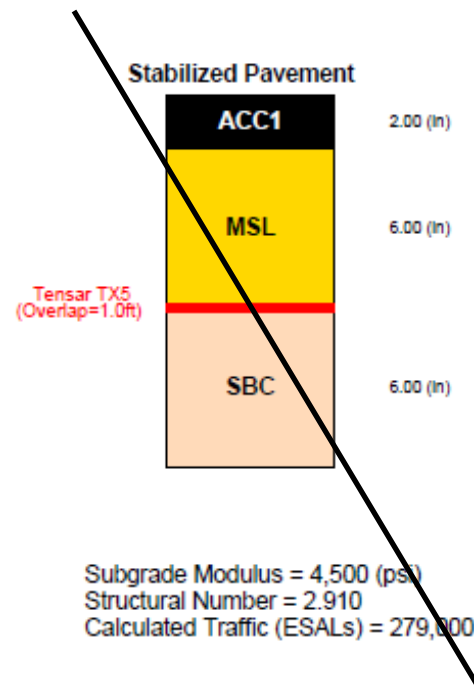 Stabilized Pavement
ACC1
2.00 (in)
MSL
6.00 (in)
Tensar TX5
(Overlap=1.0ft)
SBC
6.00 (in)
Subgrade Modulus = 4,500 (psi)
Structural Number = 2.910
Calculated Traffic (ESALs) = 279,000